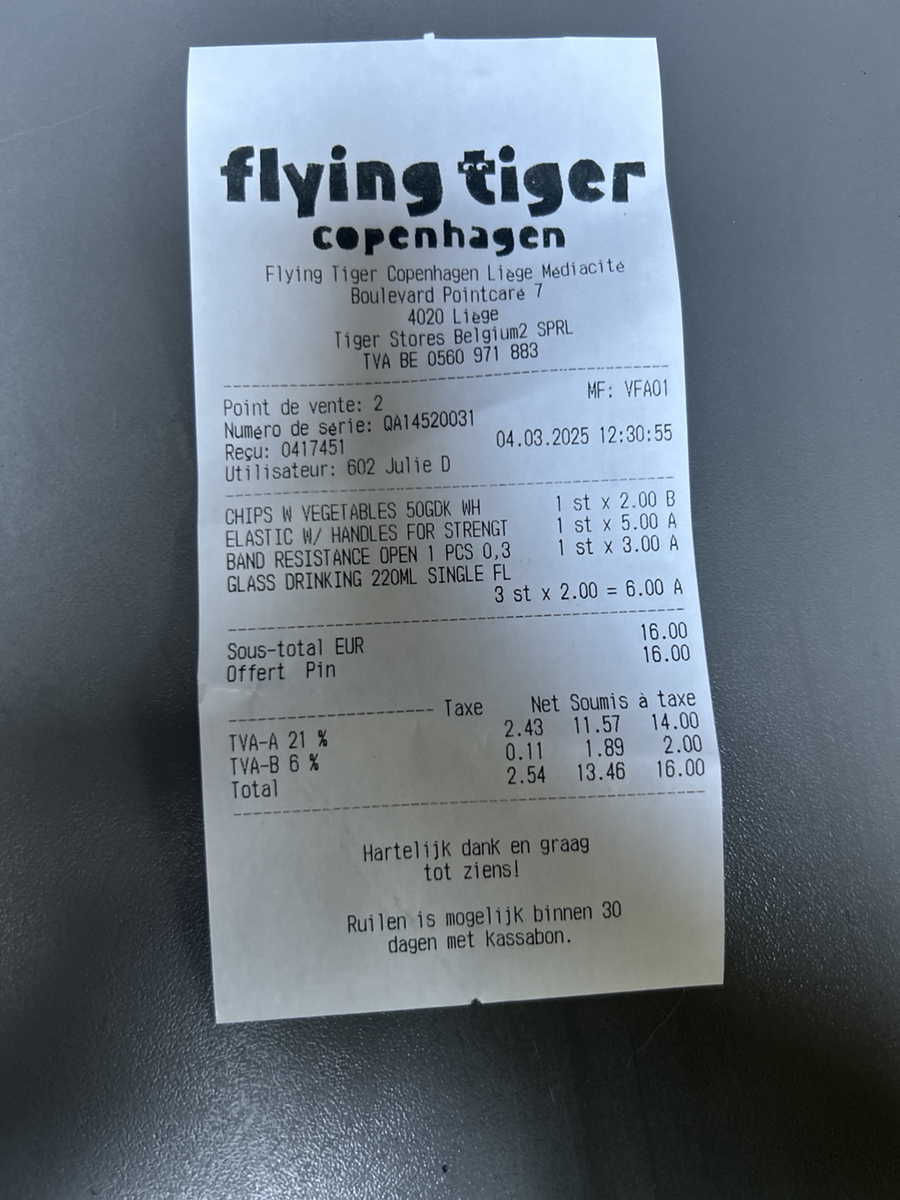 flying tiger
copenhagen
Flying Tiger Copenhagen Liège Médiacité
Boulevard Pointcaré 7
4020 Liège
Tiger Stores Belgium2 SPRL
TVA BE 0560 971 883
Point de vente: 2 MF: VFA01
Numéro de série: QA14520031
Reçu: 0417451 04.03.2025 12:30:55
Utilisateur: 602 Julie D
CHIPS W VEGETABLES 50GDK WH 1 st x 2.00 B
ELASTIC W/ HANDLES FOR STRENGT 1 st x 5.00 A
BAND RESISTANCE OPEN 1 PCS 0,3 1 st x 3.00 A
GLASS DRINKING 220ML SINGLE FL
3 st x 2.00 = 6.00 A
Sous-total EUR 16.00
Offert Pin 16.00
Taxe Net Soumis à taxe
TVA-A 21 % 2.43 11.57 14.00
TVA-B 6 % 0.11 1.89 2.00
Total 2.54 13.46 16.00
Hartelijk dank en graag
tot ziens!
Ruilen is mogelijk binnen 30
dagen met Kassabon.